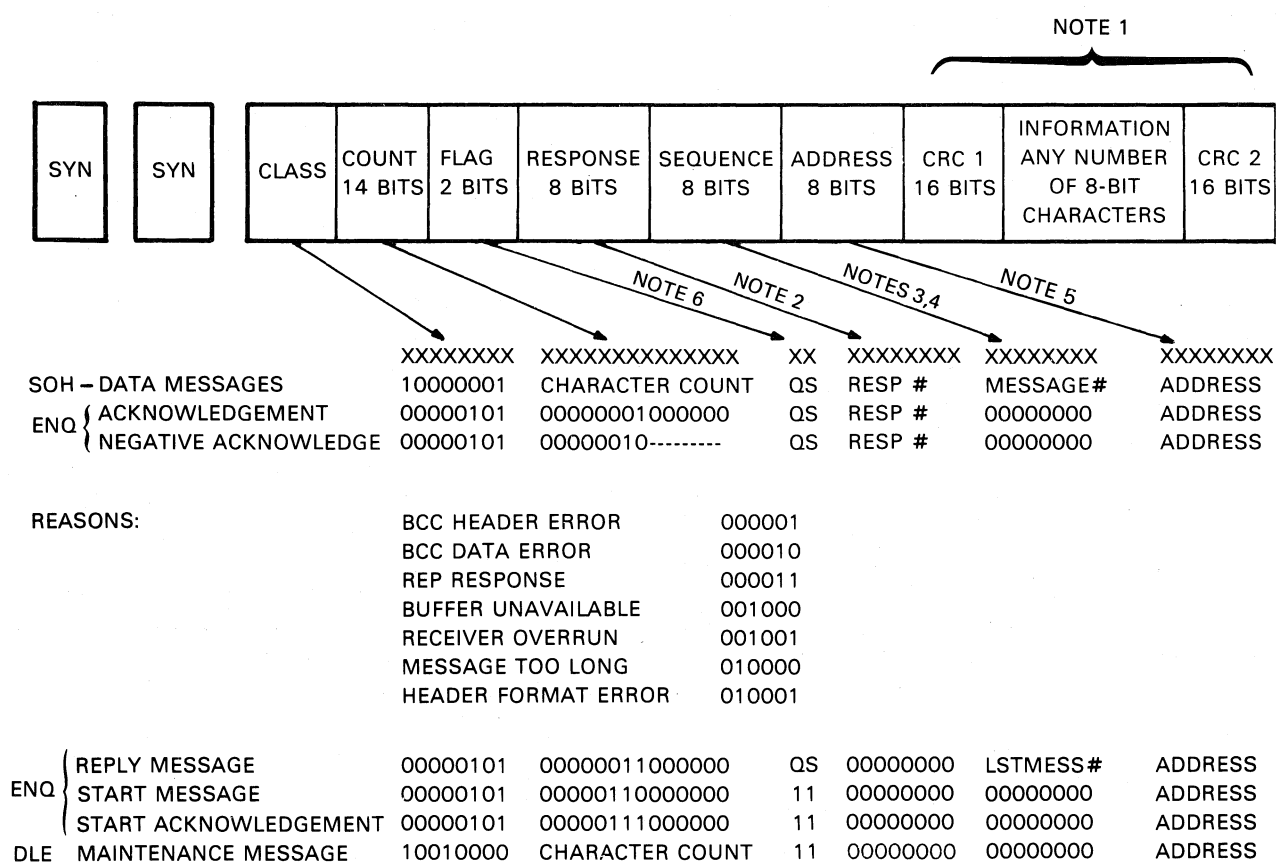 NOTE 1
SYN
SYN
CLASS
COUNT
14 BITS
FLAG
2 BITS
RESPONSE
8 BITS
SEQUENCE
8 BITS
ADDRESS
8 BITS
CRC 1
16 BITS
INFORMATION
ANY NUMBER
OF 8-BIT
CHARACTERS
CRC 2
16 BITS
NOTE 6
NOTE 2
NOTES 3,4
NOTE 5
XXXXXXXX XXXXXXXXXXXXXX XX XXXXXXXX XXXXXXXX XXXXXXXX
SOH – DATA MESSAGES 10000001 CHARACTER COUNT QS RESP # MESSAGE# ADDRESS
ENQ
ACKNOWLEDGEMENT 00000101 00000001000000 QS RESP # 00000000 ADDRESS
NEGATIVE ACKNOWLEDGE 00000101 00000010--------- QS RESP # 00000000 ADDRESS
REASONS:
BCC HEADER ERROR 000001
BCC DATA ERROR 000010
REP RESPONSE 000011
BUFFER UNAVAILABLE 001000
RECEIVER OVERRUN 001001
MESSAGE TOO LONG 010000
HEADER FORMAT ERROR 010001
ENQ
REPLY MESSAGE 00000101 00000011000000 QS 00000000 LSTMESS# ADDRESS
START MESSAGE 00000101 00000110000000 11 00000000 00000000 ADDRESS
START ACKNOWLEDGEMENT 00000101 00000111000000 11 00000000 00000000 ADDRESS
DLE MAINTENANCE MESSAGE 10010000 CHARACTER COUNT 11 00000000 00000000 ADDRESS